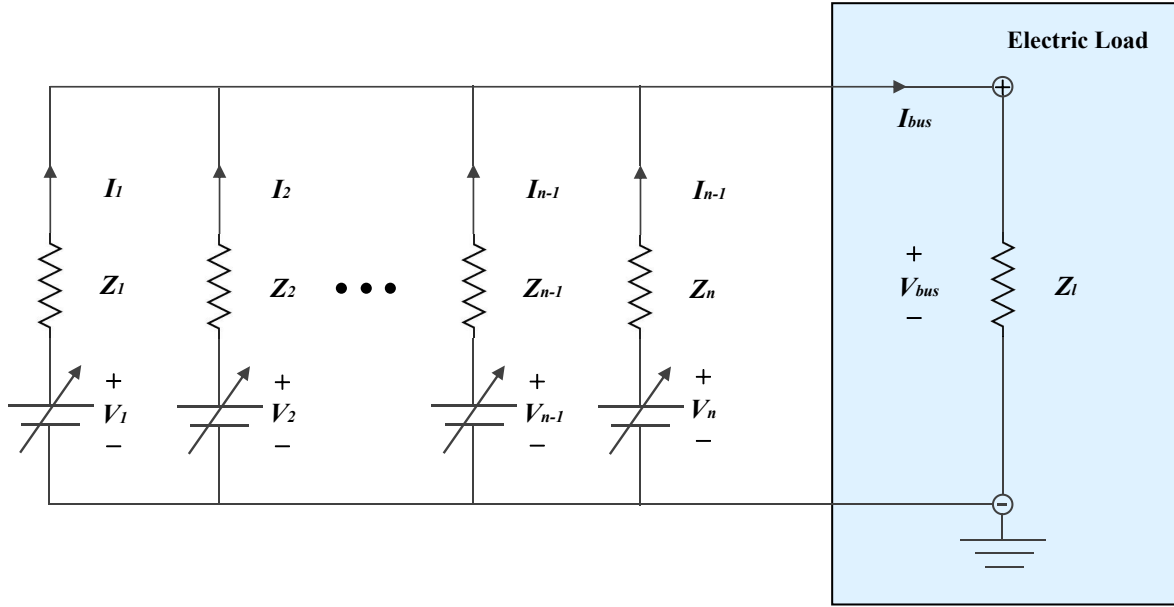 Electric Load
+
I_bus
I_1 I_2 I_n-1 I_n-1
Z_1 Z_2 ••• Z_n-1 Z_n
+
V_bus
−
Z_l
+ + + +
V_1 V_2 V_n-1 V_n
− − − −
-